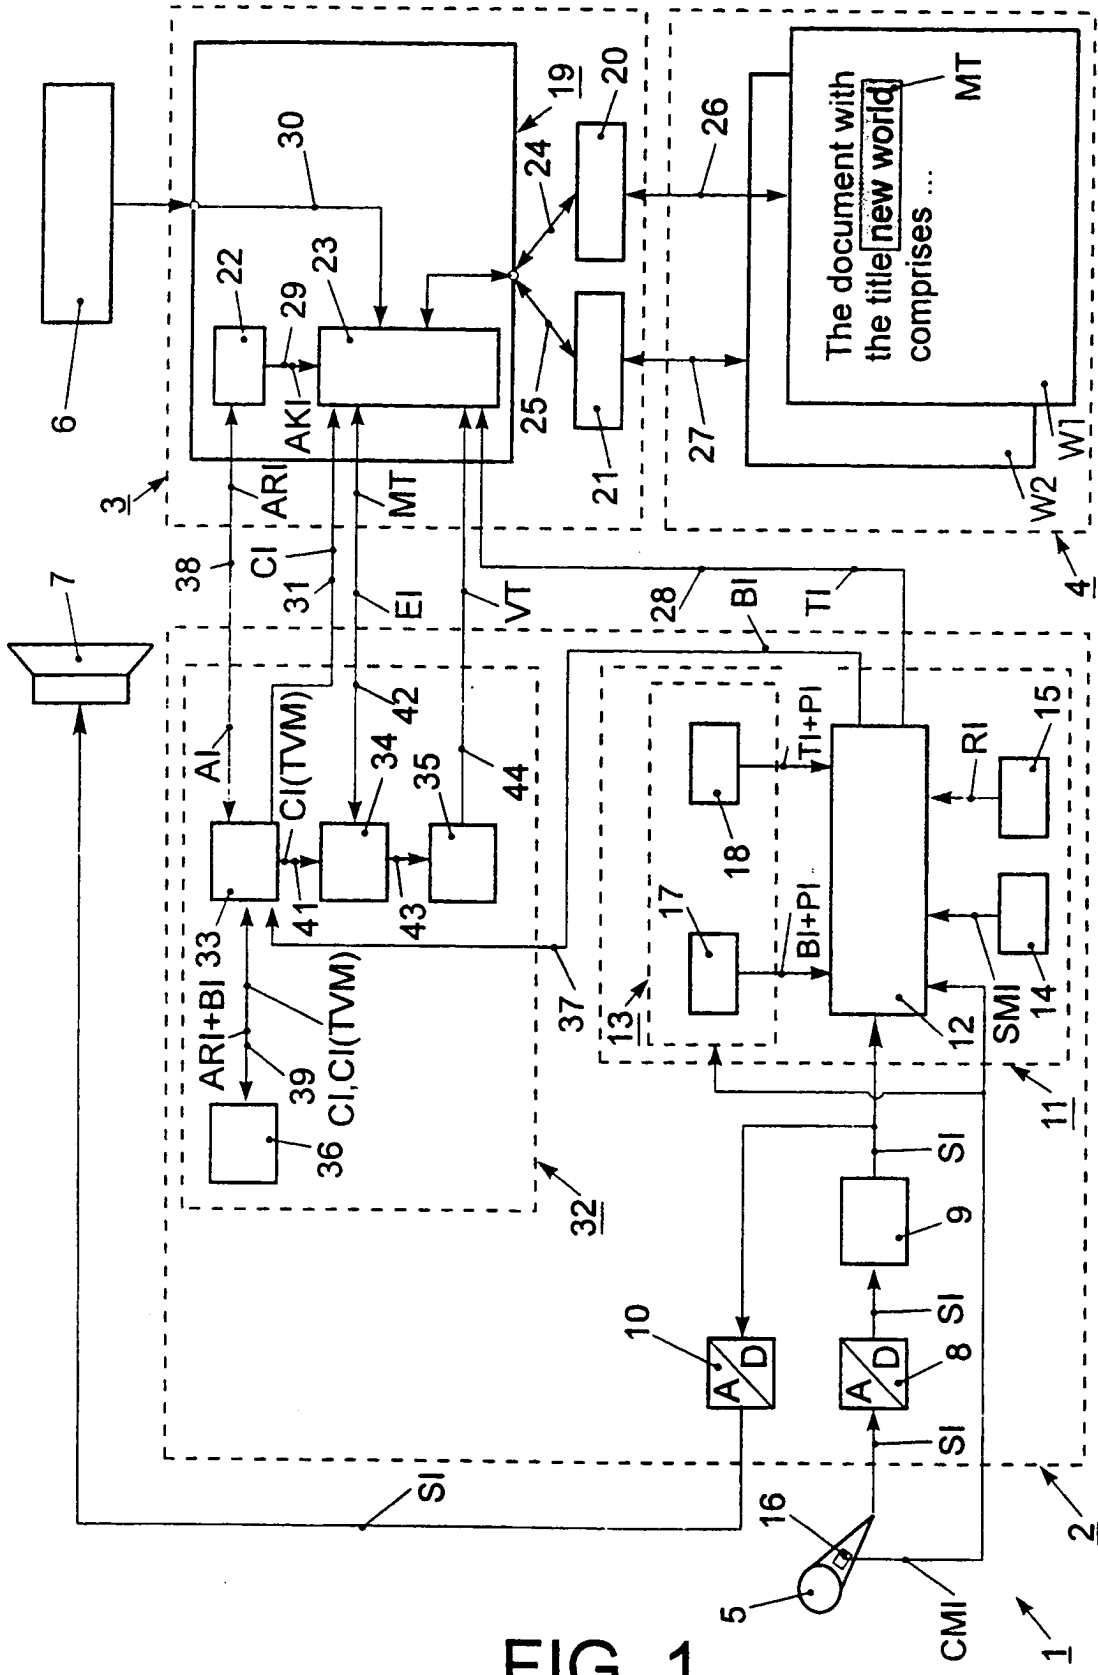 6
7
3
38
ARI
AI
CI
31
AKI
29
22
23
30
19
24
20
25
21
MT
EI
VT
42
34
35
44
CI(TVM)
41
43
33
ARI+BI
39
CI,CI(TVM)
36
32
37
28
BI
TI
26
27
The document with
the title new world
comprises ...
MT
W1
W2
4
13
17
18
BI+PI
TI+PI
12
SMI
14
RI
15
11
SI
9
SI
10
A
D
A
D
8
SI
SI
16
5
CMI
2
1
FIG. 1